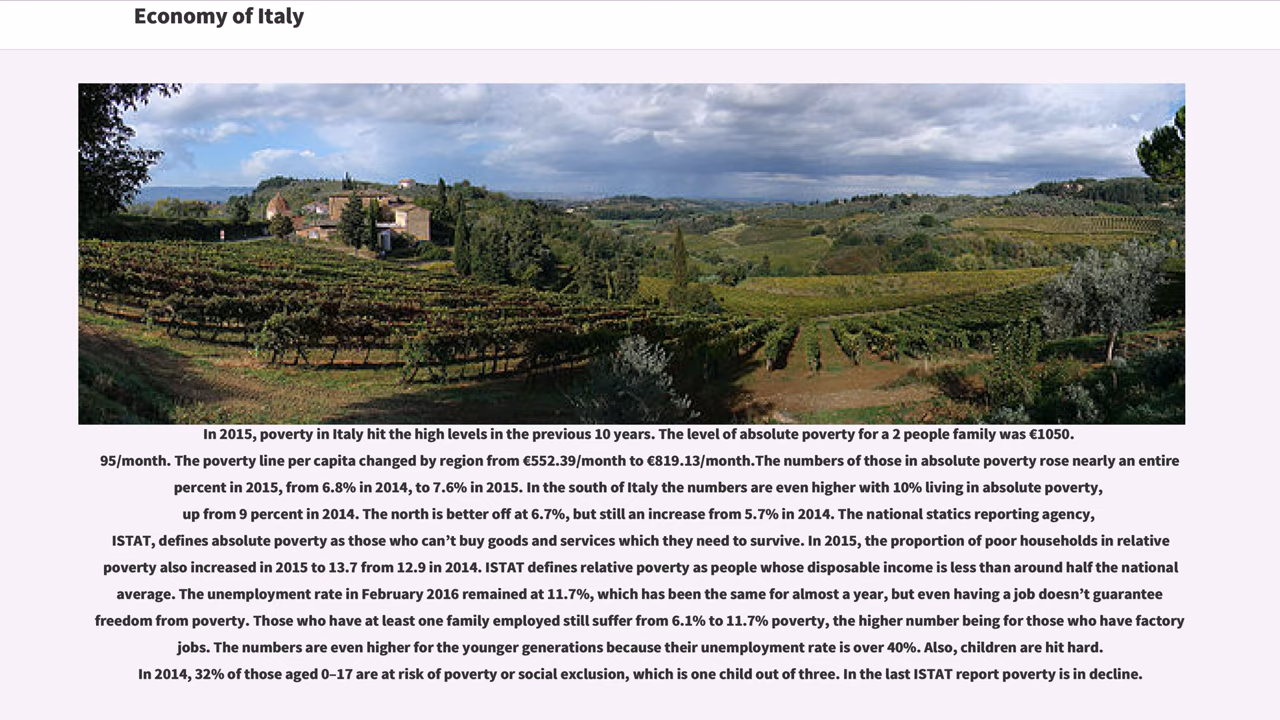 Economy of Italy
In 2015, poverty in Italy hit the high levels in the previous 10 years. The level of absolute poverty for a 2 people family was €1050.
95/month. The poverty line per capita changed by region from €552.39/month to €819.13/month.The numbers of those in absolute poverty rose nearly an entire
percent in 2015, from 6.8% in 2014, to 7.6% in 2015. In the south of Italy the numbers are even higher with 10% living in absolute poverty,
up from 9 percent in 2014. The north is better off at 6.7%, but still an increase from 5.7% in 2014. The national statics reporting agency,
ISTAT, defines absolute poverty as those who can’t buy goods and services which they need to survive. In 2015, the proportion of poor households in relative
poverty also increased in 2015 to 13.7 from 12.9 in 2014. ISTAT defines relative poverty as people whose disposable income is less than around half the national
average. The unemployment rate in February 2016 remained at 11.7%, which has been the same for almost a year, but even having a job doesn’t guarantee
freedom from poverty. Those who have at least one family employed still suffer from 6.1% to 11.7% poverty, the higher number being for those who have factory
jobs. The numbers are even higher for the younger generations because their unemployment rate is over 40%. Also, children are hit hard.
In 2014, 32% of those aged 0–17 are at risk of poverty or social exclusion, which is one child out of three. In the last ISTAT report poverty is in decline.